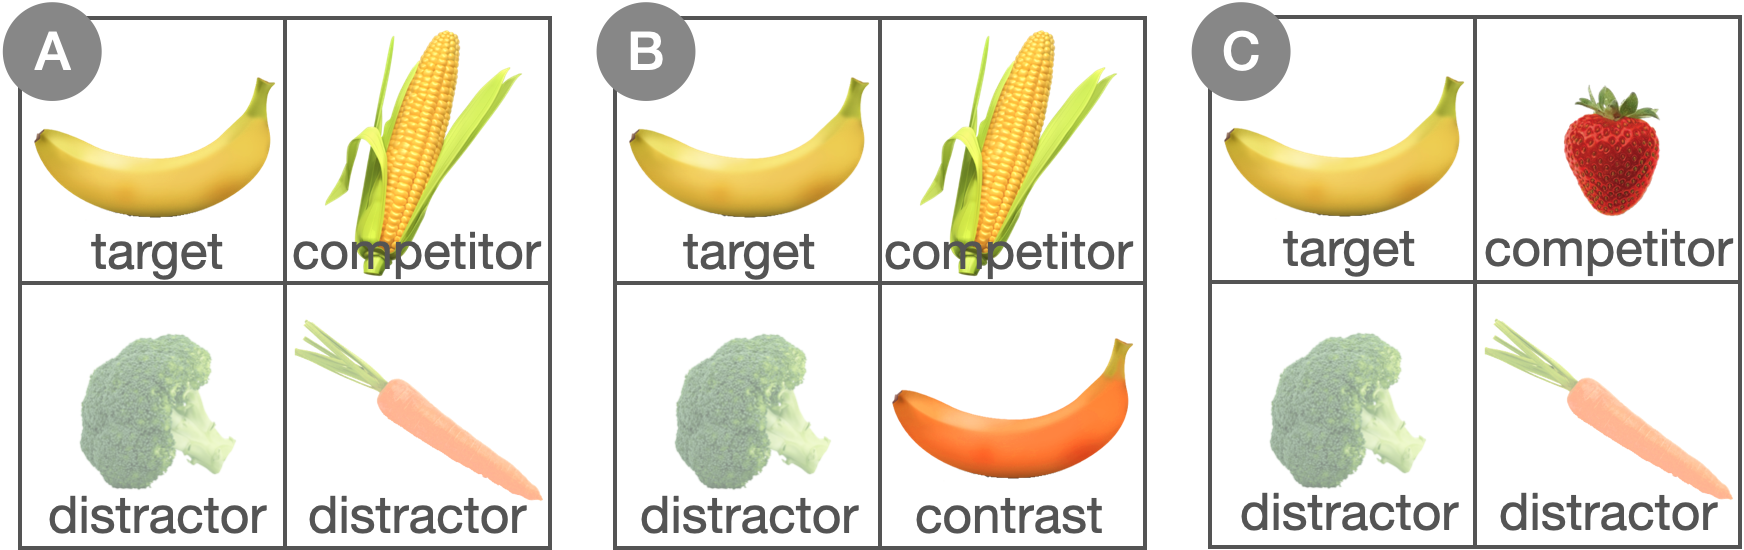 A
target
competitor
distractor
distractor
B
target
competitor
distractor
contrast
C
target
competitor
distractor
distractor